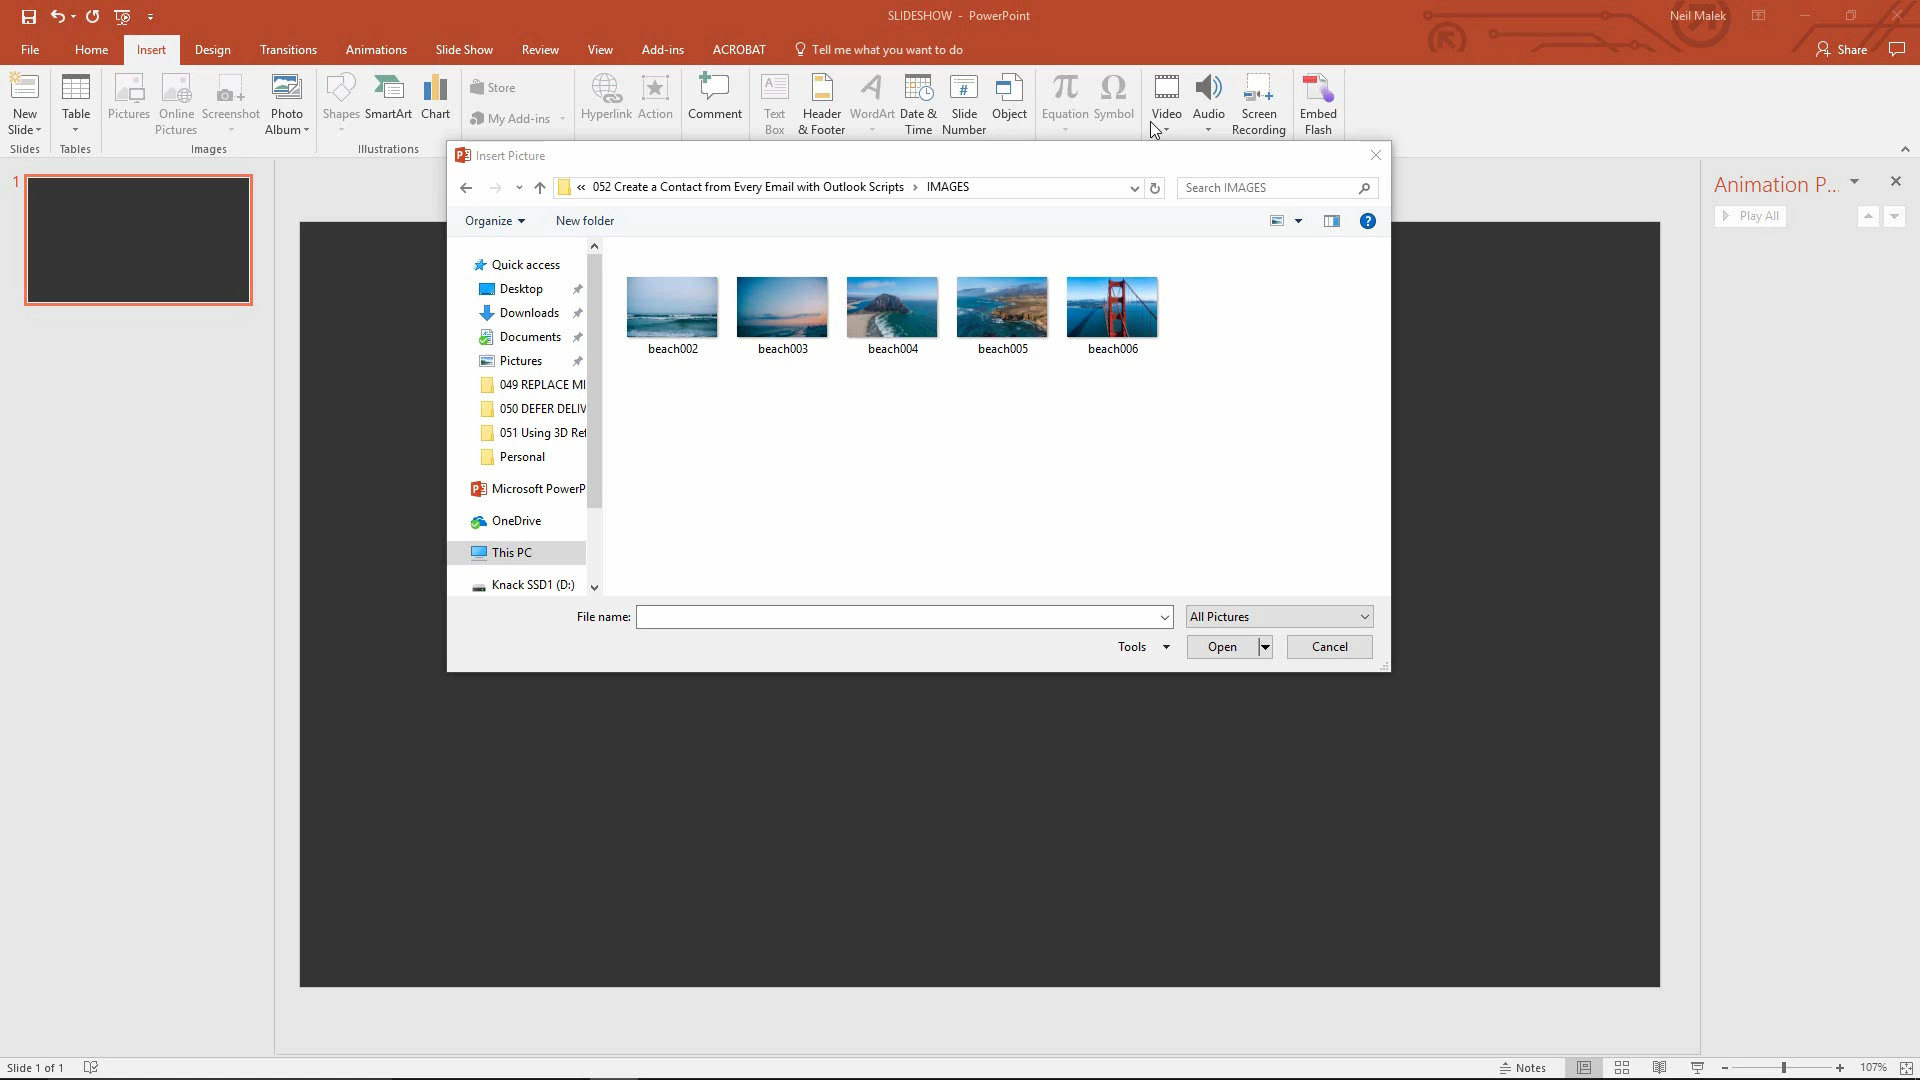 SLIDESHOW - PowerPoint
Neil Malek
File
Home
Insert
Design
Transitions
Animations
Slide Show
Review
View
Add-ins
ACROBAT
Tell me what you want to do
Share
New Slide
Table
Pictures
Online Pictures
Screenshot
Photo Album
Shapes
SmartArt
Chart
Store
My Add-ins
Hyperlink
Action
Comment
Text Box
Header & Footer
WordArt
Date & Time
Slide Number
Object
Equation
Symbol
Video
Audio
Screen Recording
Embed Flash
Slides
Tables
Images
Illustrations
Insert Picture
« 052 Create a Contact from Every Email with Outlook Scripts > IMAGES
Search IMAGES
Organize
New folder
Quick access
Desktop
Downloads
Documents
Pictures
049 REPLACE MI
050 DEFER DELIV
051 Using 3D Ref
Personal
Microsoft PowerP
OneDrive
This PC
Knack SSD1 (D:)
beach002
beach003
beach004
beach005
beach006
File name:
All Pictures
Tools
Open
Cancel
1
Animation P...
Play All
Slide 1 of 1
Notes
107%